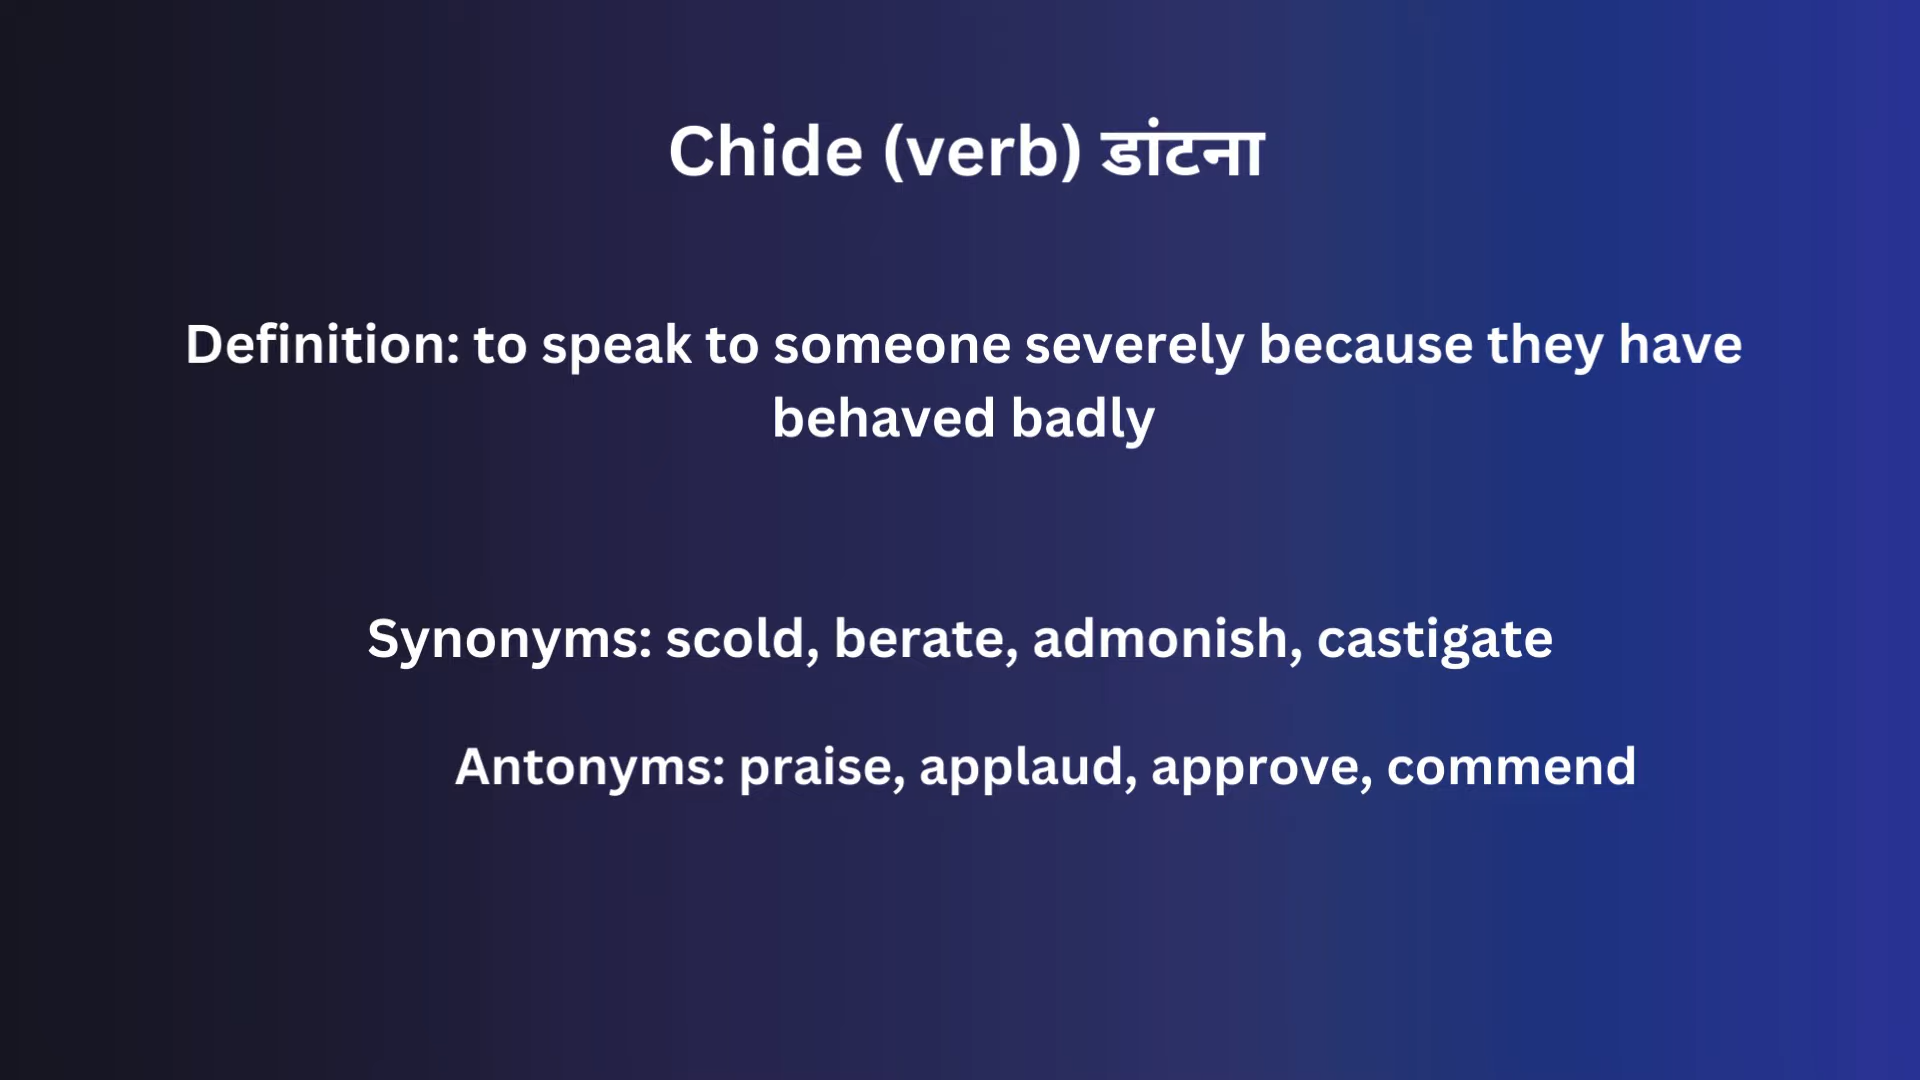 Chide (verb) डांटना
Definition: to speak to someone severely because they have
behaved badly
Synonyms: scold, berate, admonish, castigate
Antonyms: praise, applaud, approve, commend